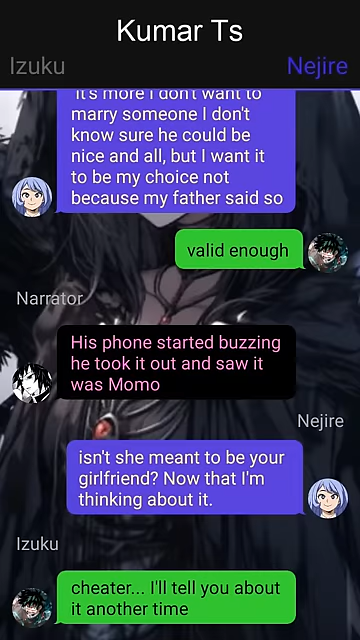 Kumar Ts
Izuku
Nejire
it's more I don't want to
marry someone I don't
know sure he could be
nice and all, but I want it
to be my choice not
because my father said so
valid enough
Narrator
His phone started buzzing
he took it out and saw it
was Momo
Nejire
isn't she meant to be your
girlfriend? Now that I'm
thinking about it.
Izuku
cheater... I'll tell you about
it another time